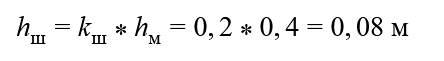 hш = kш * hм = 0, 2 * 0, 4 = 0, 08 м